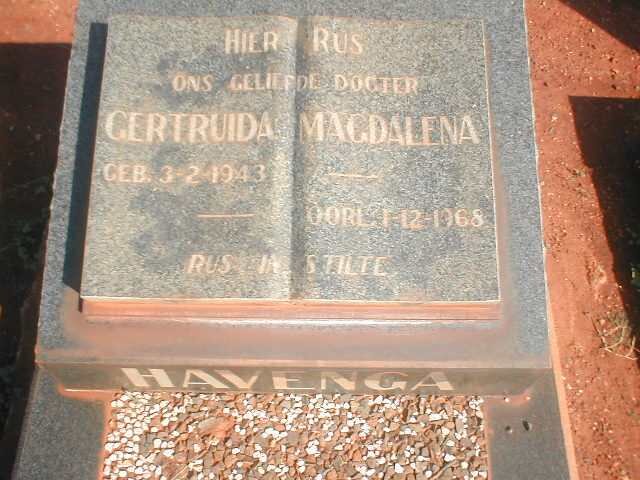 HIER RUS
ONS GELIEFDE DOGTER
GERTRUIDA MAGDALENA
GEB. 3-2-1943 —
— OORL. 1-12-1968
RUS IN STILTE
HAVENGA